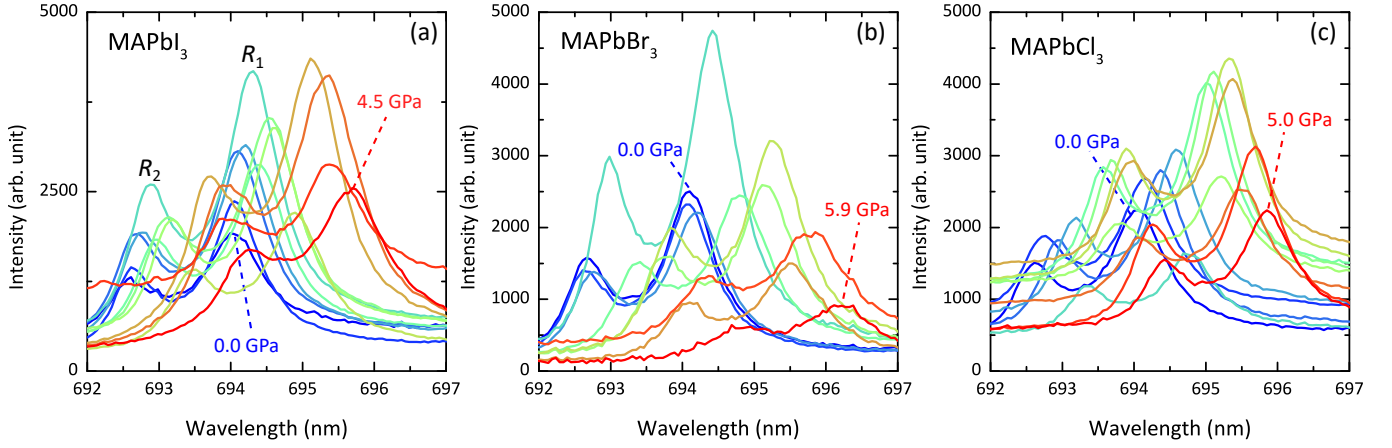 (a)
MAPbI3
R1
R2
4.5 GPa
0.0 GPa
5000
2500
0
692 693 694 695 696 697
Intensity (arb. unit)
Wavelength (nm)
(b)
MAPbBr3
0.0 GPa
5.9 GPa
5000
4000
3000
2000
1000
0
692 693 694 695 696 697
Intensity (arb. unit)
Wavelength (nm)
(c)
MAPbCl3
0.0 GPa
5.0 GPa
5000
4000
3000
2000
1000
0
692 693 694 695 696 697
Intensity (arb. unit)
Wavelength (nm)